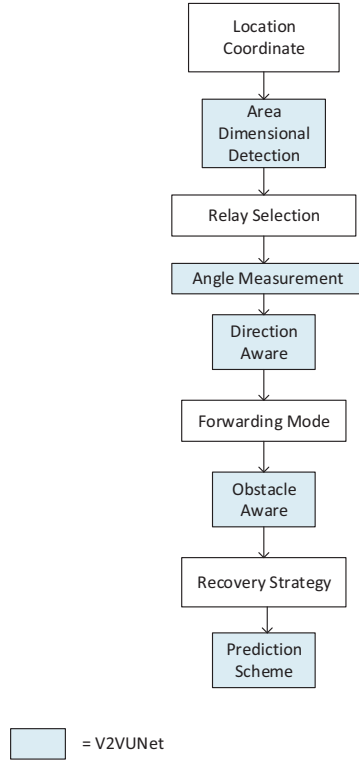 Location
Coordinate
Area
Dimensional
Detection
Relay Selection
Angle Measurement
Direction
Aware
Forwarding Mode
Obstacle
Aware
Recovery Strategy
Prediction
Scheme
= V2VUNet